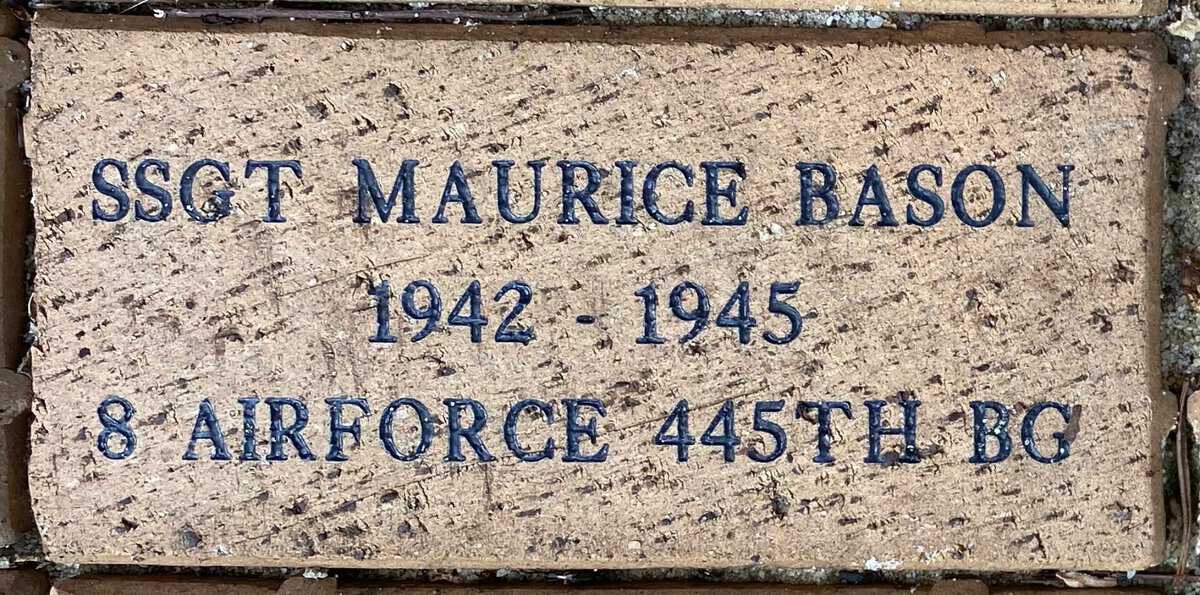 SSGT MAURICE BASON
1942 - 1945
8 AIRFORCE 445TH BG